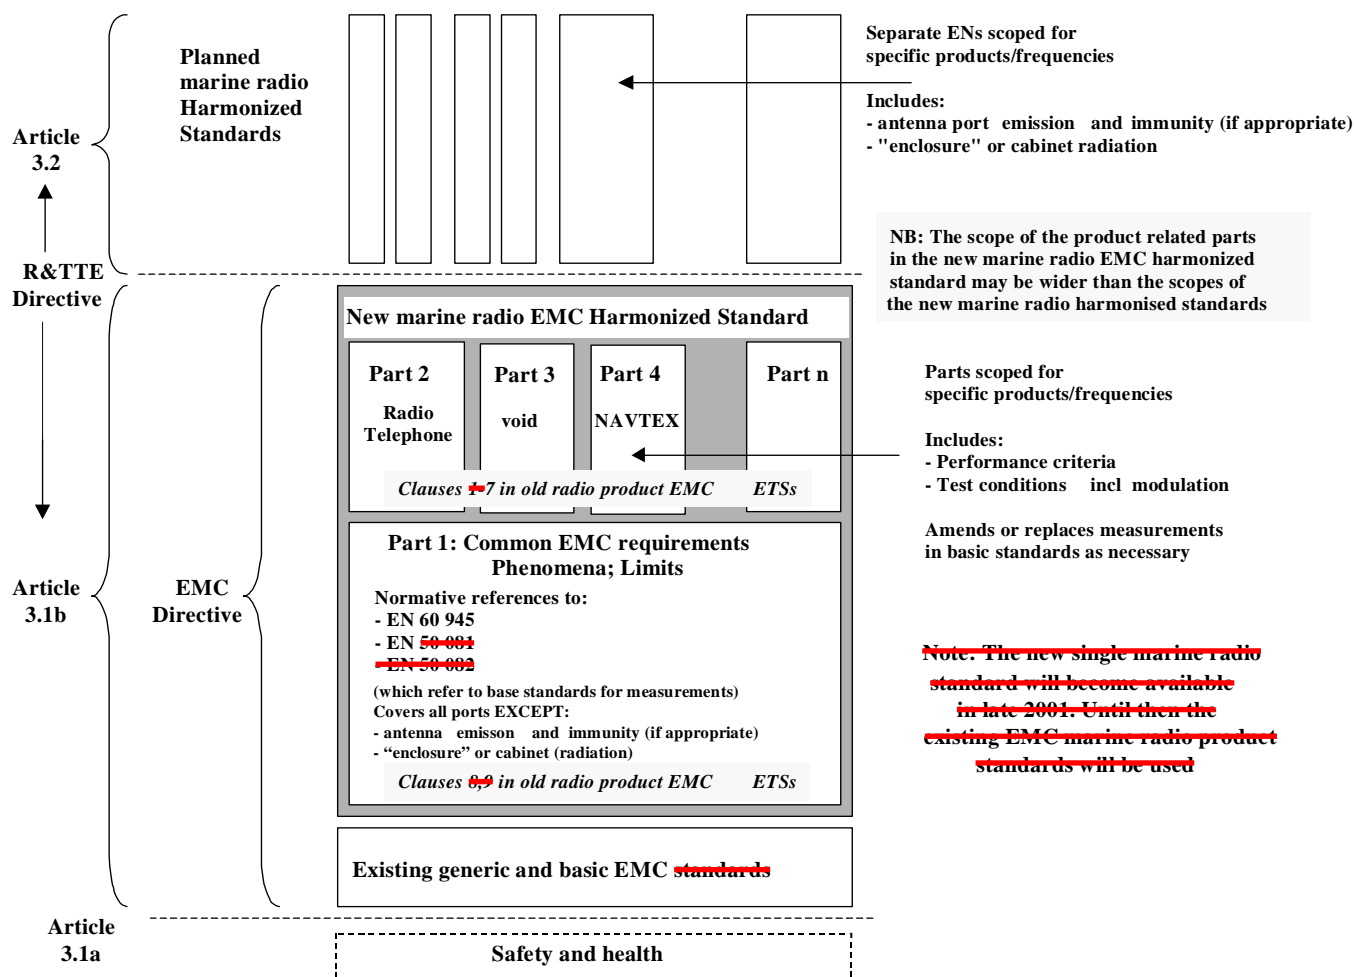 Planned
marine radio
Harmonized
Standards
Separate ENs scoped for
specific products/frequencies
Includes:
- antenna port emission and immunity (if appropriate)
- "enclosure" or cabinet radiation
Article
3.2
R&TTE
Directive
NB: The scope of the product related parts
in the new marine radio EMC harmonized
standard may be wider than the scopes of
the new marine radio harmonised standards
New marine radio EMC Harmonized Standard
Part 2
Radio
Telephone
Part 3
void
Part 4
NAVTEX
Part n
Clauses 1-7 in old radio product EMC ETSs
Parts scoped for
specific products/frequencies
Includes:
- Performance criteria
- Test conditions incl modulation
Amends or replaces measurements
in basic standards as necessary
Article
3.1b
EMC
Directive
Part 1: Common EMC requirements
Phenomena; Limits
Normative references to:
- EN 60 945
- EN 50 081
- EN 50 082
(which refer to base standards for measurements)
Covers all ports EXCEPT:
- antenna emisson and immunity (if appropriate)
- “enclosure” or cabinet (radiation)
Clauses 8,9 in old radio product EMC ETSs
Note: The new single marine radio
standard will become available
in late 2001. Until then the
existing EMC marine radio product
standards will be used
Existing generic and basic EMC standards
Article
3.1a
Safety and health